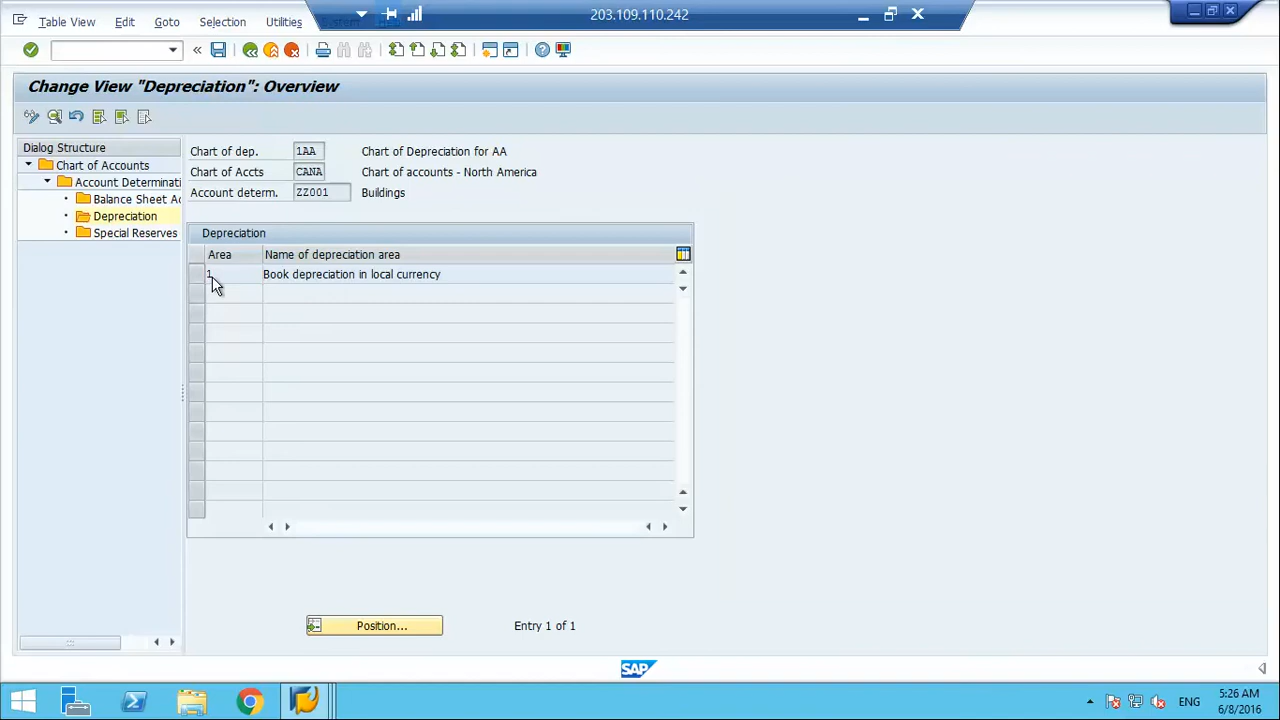 203.109.110.242
Table View Edit Goto Selection Utilities System Help
Change View "Depreciation": Overview
Dialog Structure
Chart of Accounts
Account Determinati
Balance Sheet Ac
Depreciation
Special Reserves
Chart of dep. 1AA Chart of Depreciation for AA
Chart of Accts CANA Chart of accounts - North America
Account determ. ZZ001 Buildings
Depreciation
Area Name of depreciation area
1 Book depreciation in local currency
Position... Entry 1 of 1
SAP
ENG
5:26 AM
6/8/2016